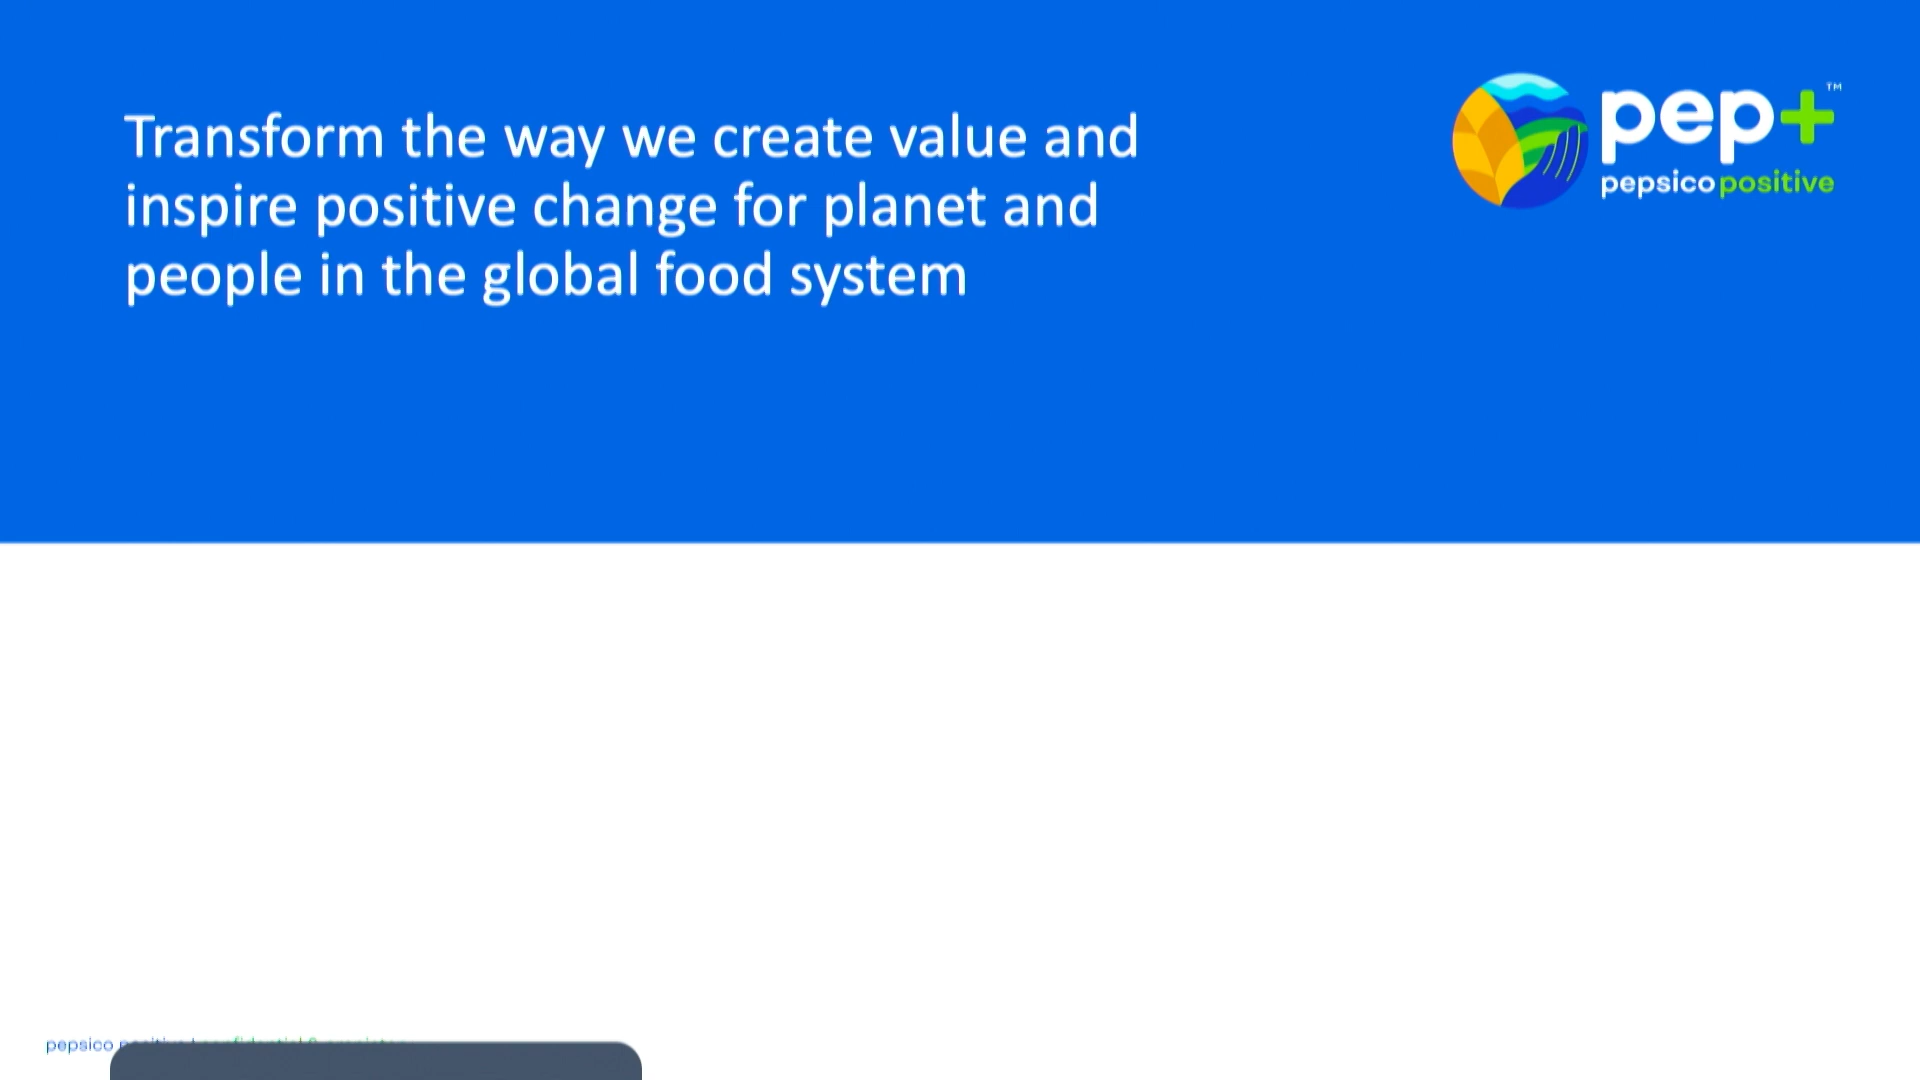 Transform the way we create value and
inspire positive change for planet and
people in the global food system
pep+™
pepsico positive
pepsico